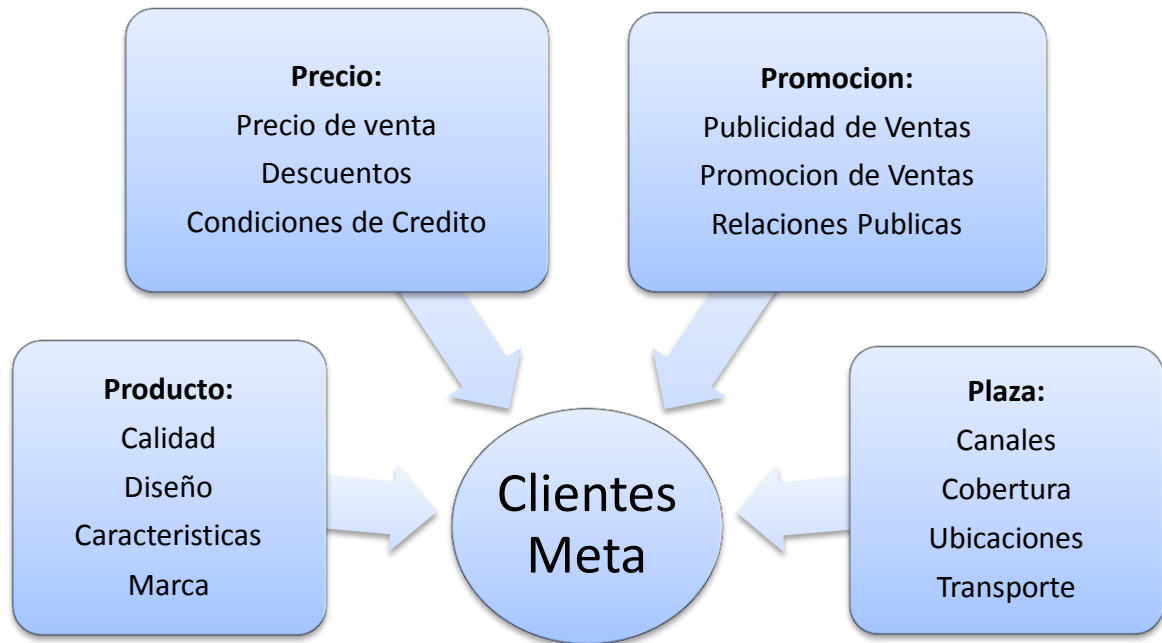 Precio:
Precio de venta
Descuentos
Condiciones de Credito
Promocion:
Publicidad de Ventas
Promocion de Ventas
Relaciones Publicas
Producto:
Calidad
Diseño
Caracteristicas
Marca
Clientes
Meta
Plaza:
Canales
Cobertura
Ubicaciones
Transporte